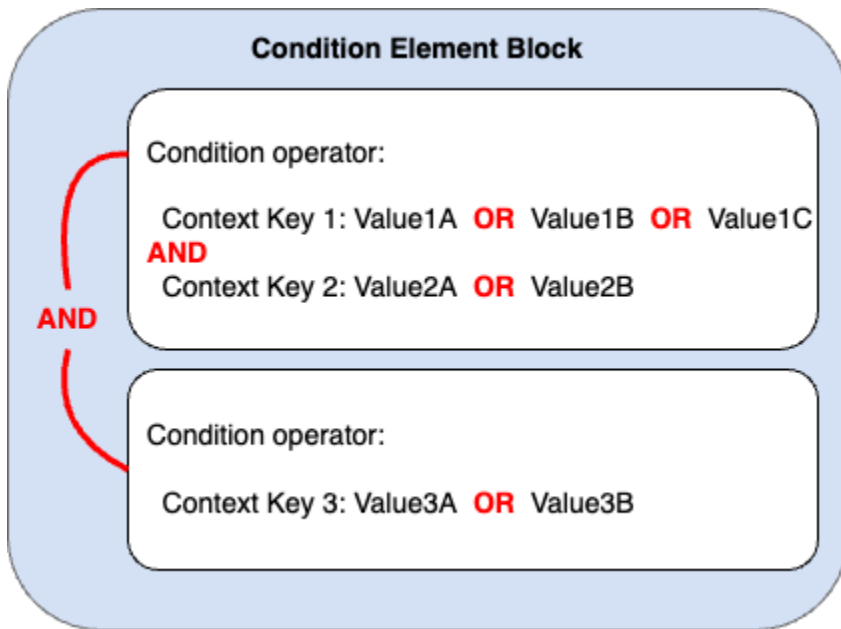 Condition Element Block
Condition operator:
Context Key 1: Value1A OR Value1B OR Value1C
AND
Context Key 2: Value2A OR Value2B
AND
Condition operator:
Context Key 3: Value3A OR Value3B